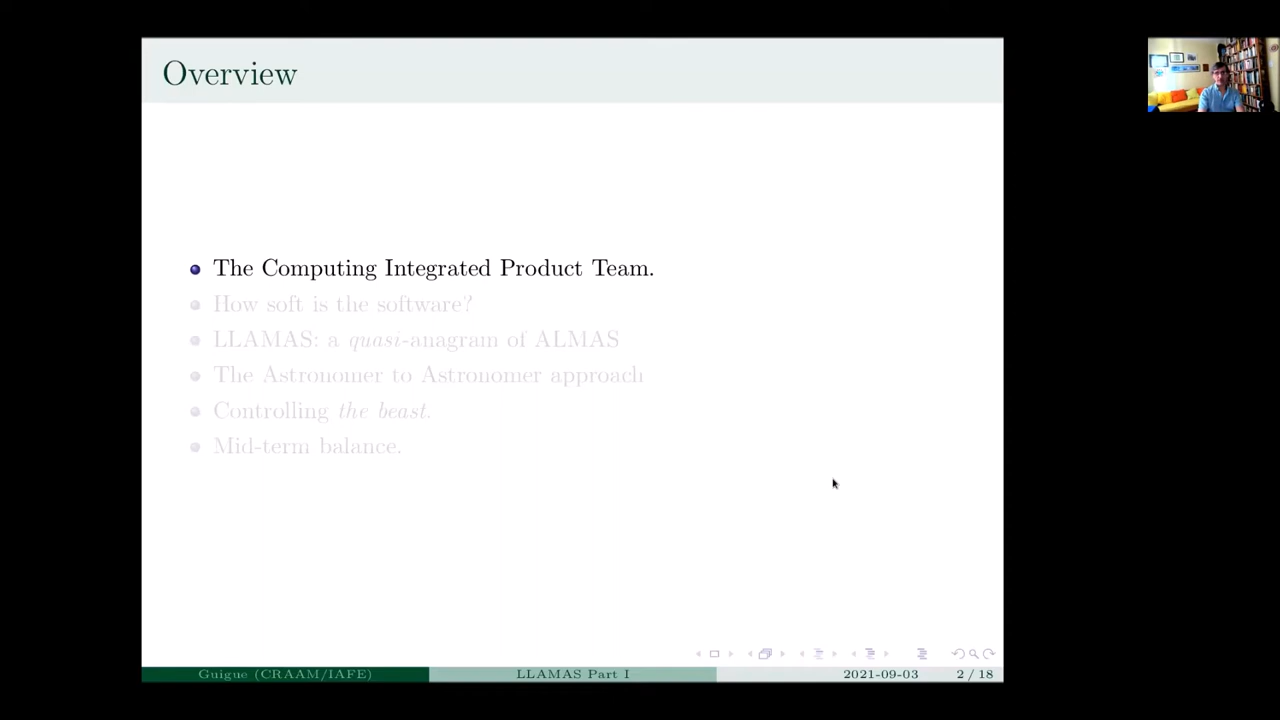 Overview
The Computing Integrated Product Team.
How soft is the software?
LLAMAS: a quasi-anagram of ALMAS
The Astronomer to Astronomer approach
Controlling the beast.
Mid-term balance.
Guigue (CRAAM/IAFE) LLAMAS Part I 2021-09-03 2 / 18